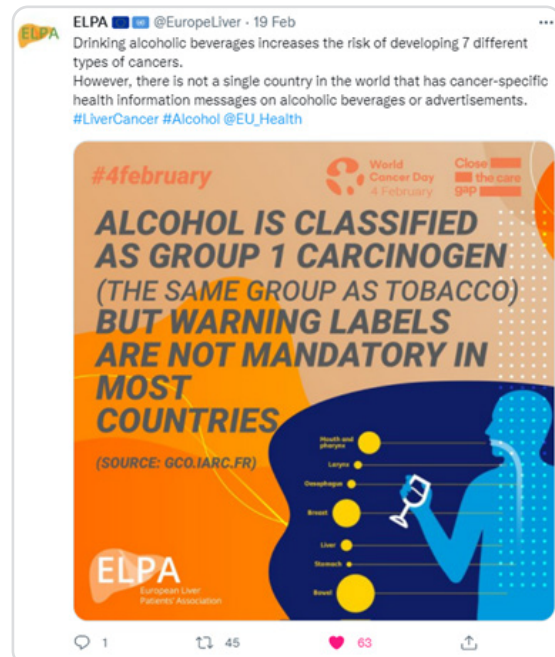 ELPA @EuropeLiver · 19 Feb
Drinking alcoholic beverages increases the risk of developing 7 different
types of cancers.
However, there is not a single country in the world that has cancer-specific
health information messages on alcoholic beverages or advertisements.
#LiverCancer #Alcohol @EU_Health
#4february
World
Cancer Day
4 February
Close
the care
gap
ALCOHOL IS CLASSIFIED
AS GROUP 1 CARCINOGEN
(THE SAME GROUP AS TOBACCO)
BUT WARNING LABELS
ARE NOT MANDATORY IN
MOST
COUNTRIES
(SOURCE: GCO.IARC.FR)
Mouth and
pharynx
Larynx
Oesophagus
Breast
Liver
Stomach
Bowel
ELPA
European Liver
Patients' Association
1
45
63